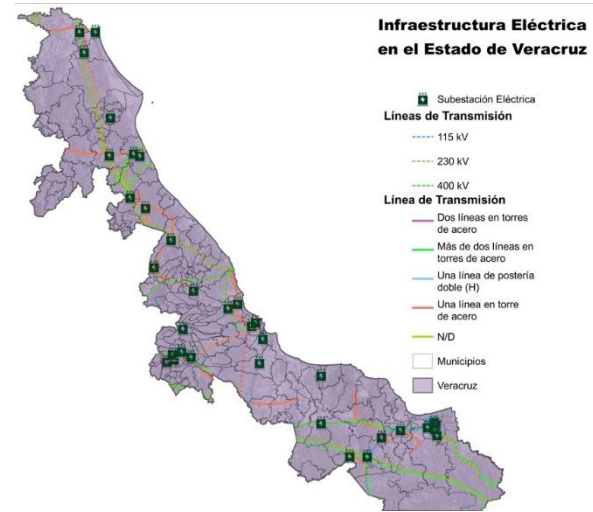 Infraestructura Eléctrica
en el Estado de Veracruz
Subestación Eléctrica
Líneas de Transmisión
115 kV
230 kV
400 kV
Línea de Transmisión
Dos líneas en torres
de acero
Más de dos líneas en
torres de acero
Una línea de postería
doble (H)
Una línea en torre
de acero
N/D
Municipios
Veracruz